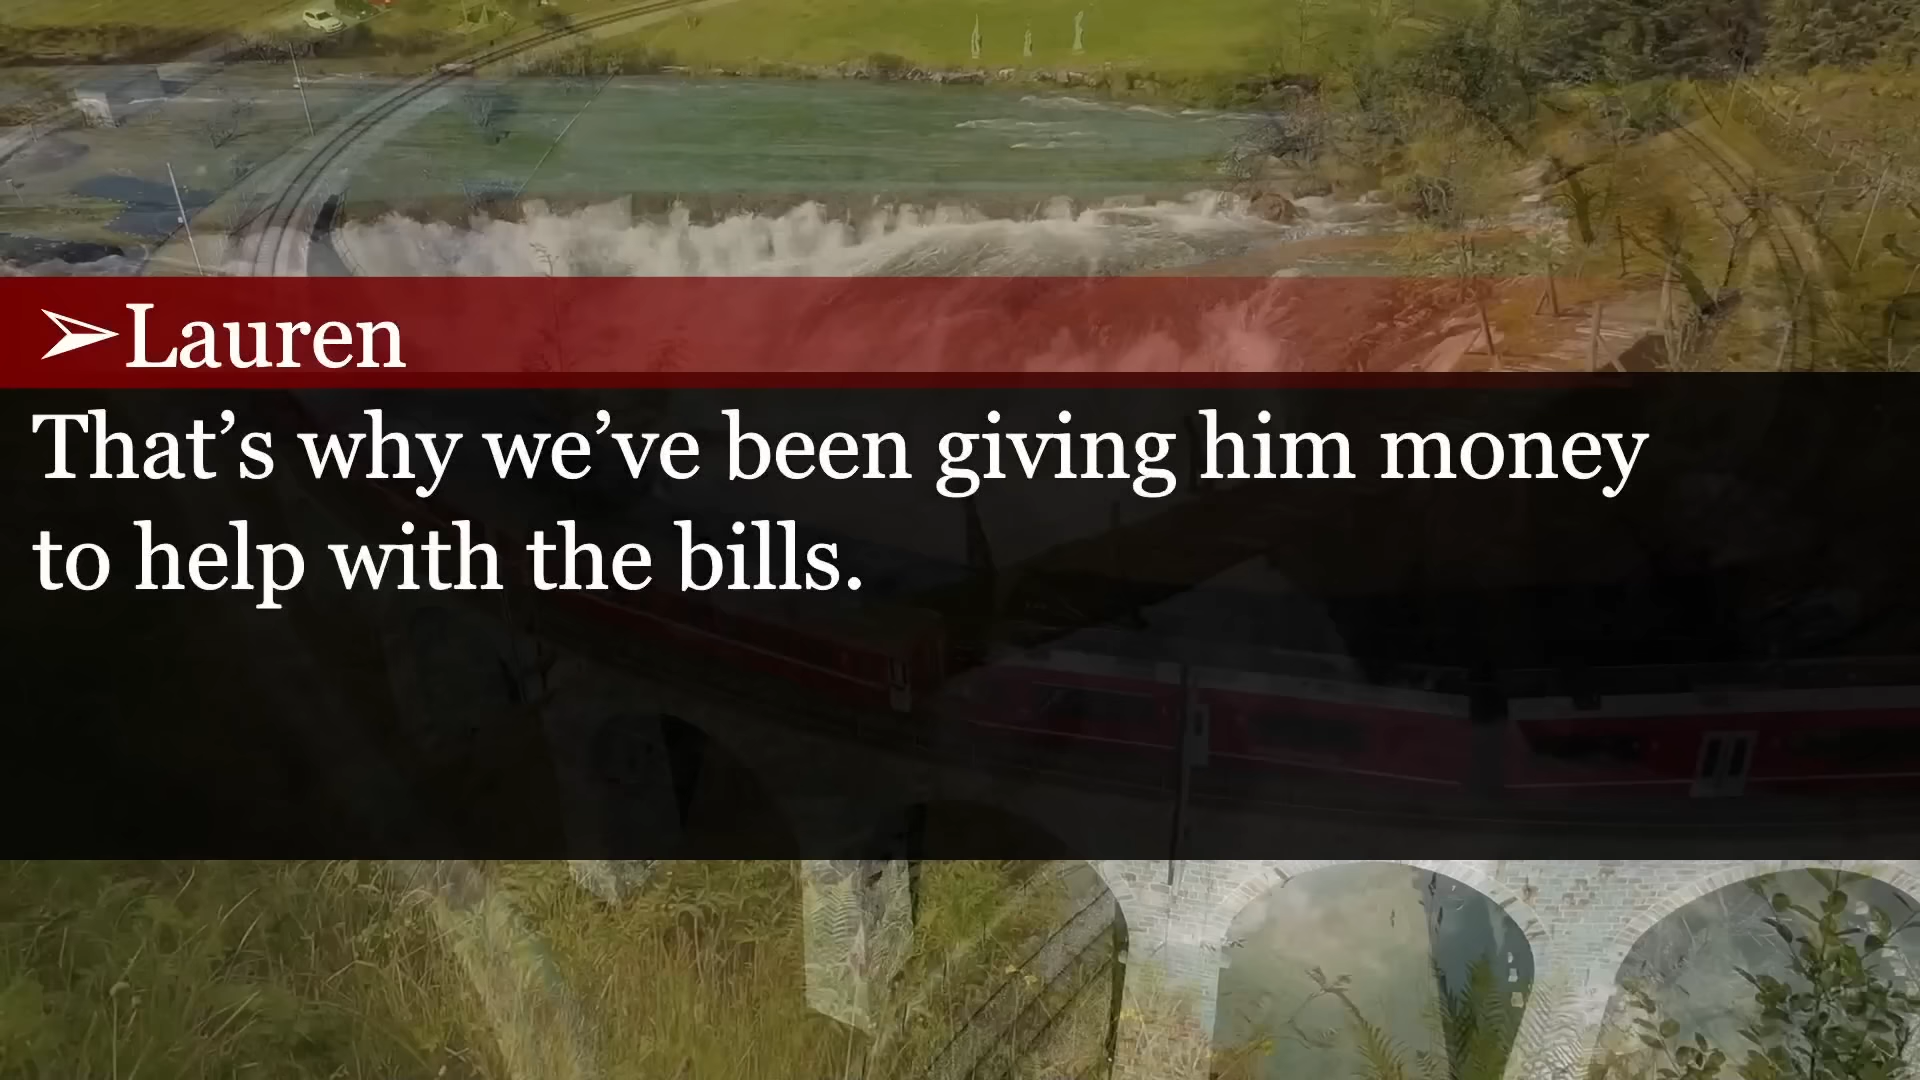 ➢Lauren
That’s why we’ve been giving him money
to help with the bills.